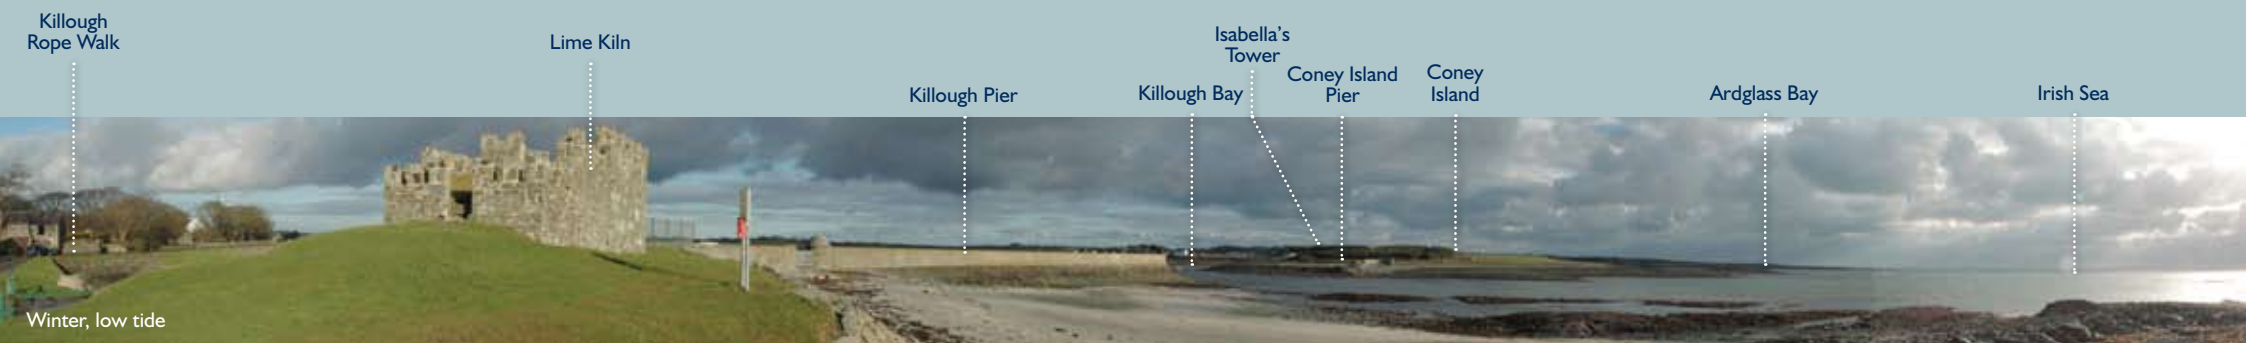 Killough
Rope Walk
Lime Kiln
Killough Pier
Killough Bay
Isabella's
Tower
Coney Island
Pier
Coney
Island
Ardglass Bay
Irish Sea
Winter, low tide